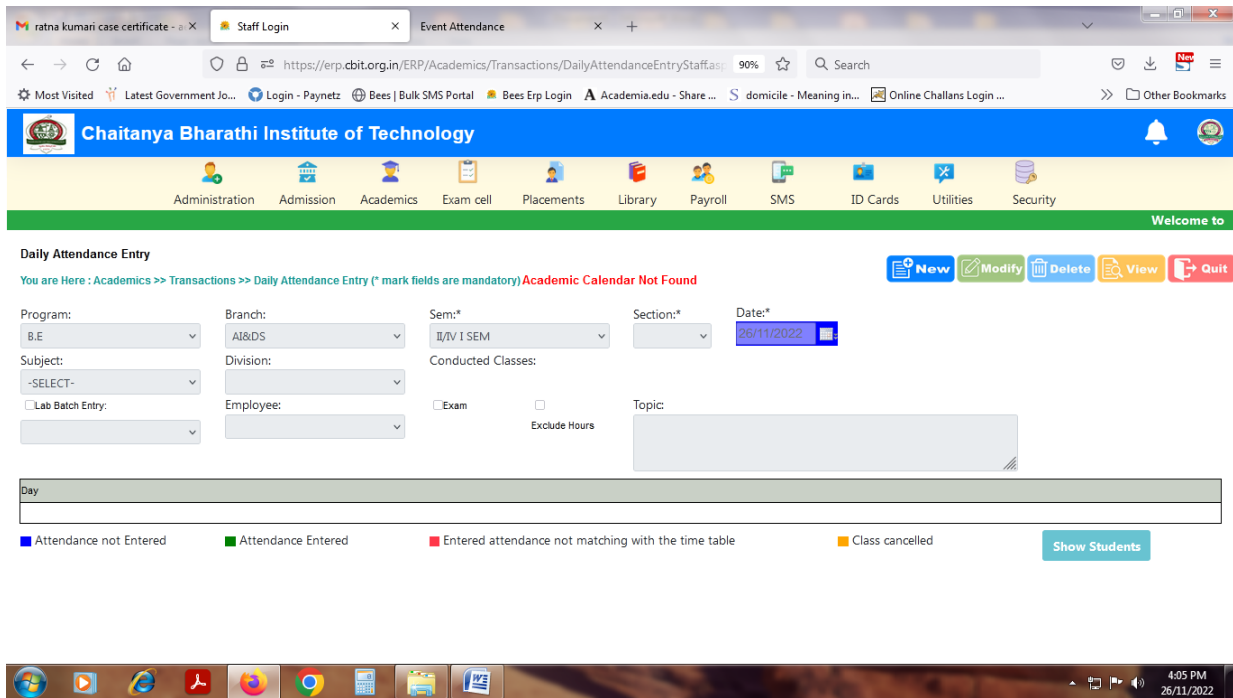 ratna kumari case certificate - a
Staff Login
Event Attendance
https://erp.cbit.org.in/ERP/Academics/Transactions/DailyAttendanceEntryStaff.asp
90%
Search
New
Most Visited
Latest Government Jo...
Login - Paynetz
Bees | Bulk SMS Portal
Bees Erp Login
Academia.edu - Share ...
domicile - Meaning in...
Online Challans Login ...
Other Bookmarks
Chaitanya Bharathi Institute of Technology
Administration Admission Academics Exam cell Placements Library Payroll SMS ID Cards Utilities Security
Welcome to
Daily Attendance Entry
You are Here : Academics >> Transactions >> Daily Attendance Entry (* mark fields are mandatory) Academic Calendar Not Found
New Modify Delete View Quit
Program: Branch: Sem:* Section:* Date:*
B.E AI&DS II/IV I SEM 26/11/2022
Subject: Division: Conducted Classes:
-SELECT-
Lab Batch Entry: Employee: Exam Topic:
Exclude Hours
Day
Attendance not Entered Attendance Entered Entered attendance not matching with the time table Class cancelled Show Students
4:05 PM
26/11/2022